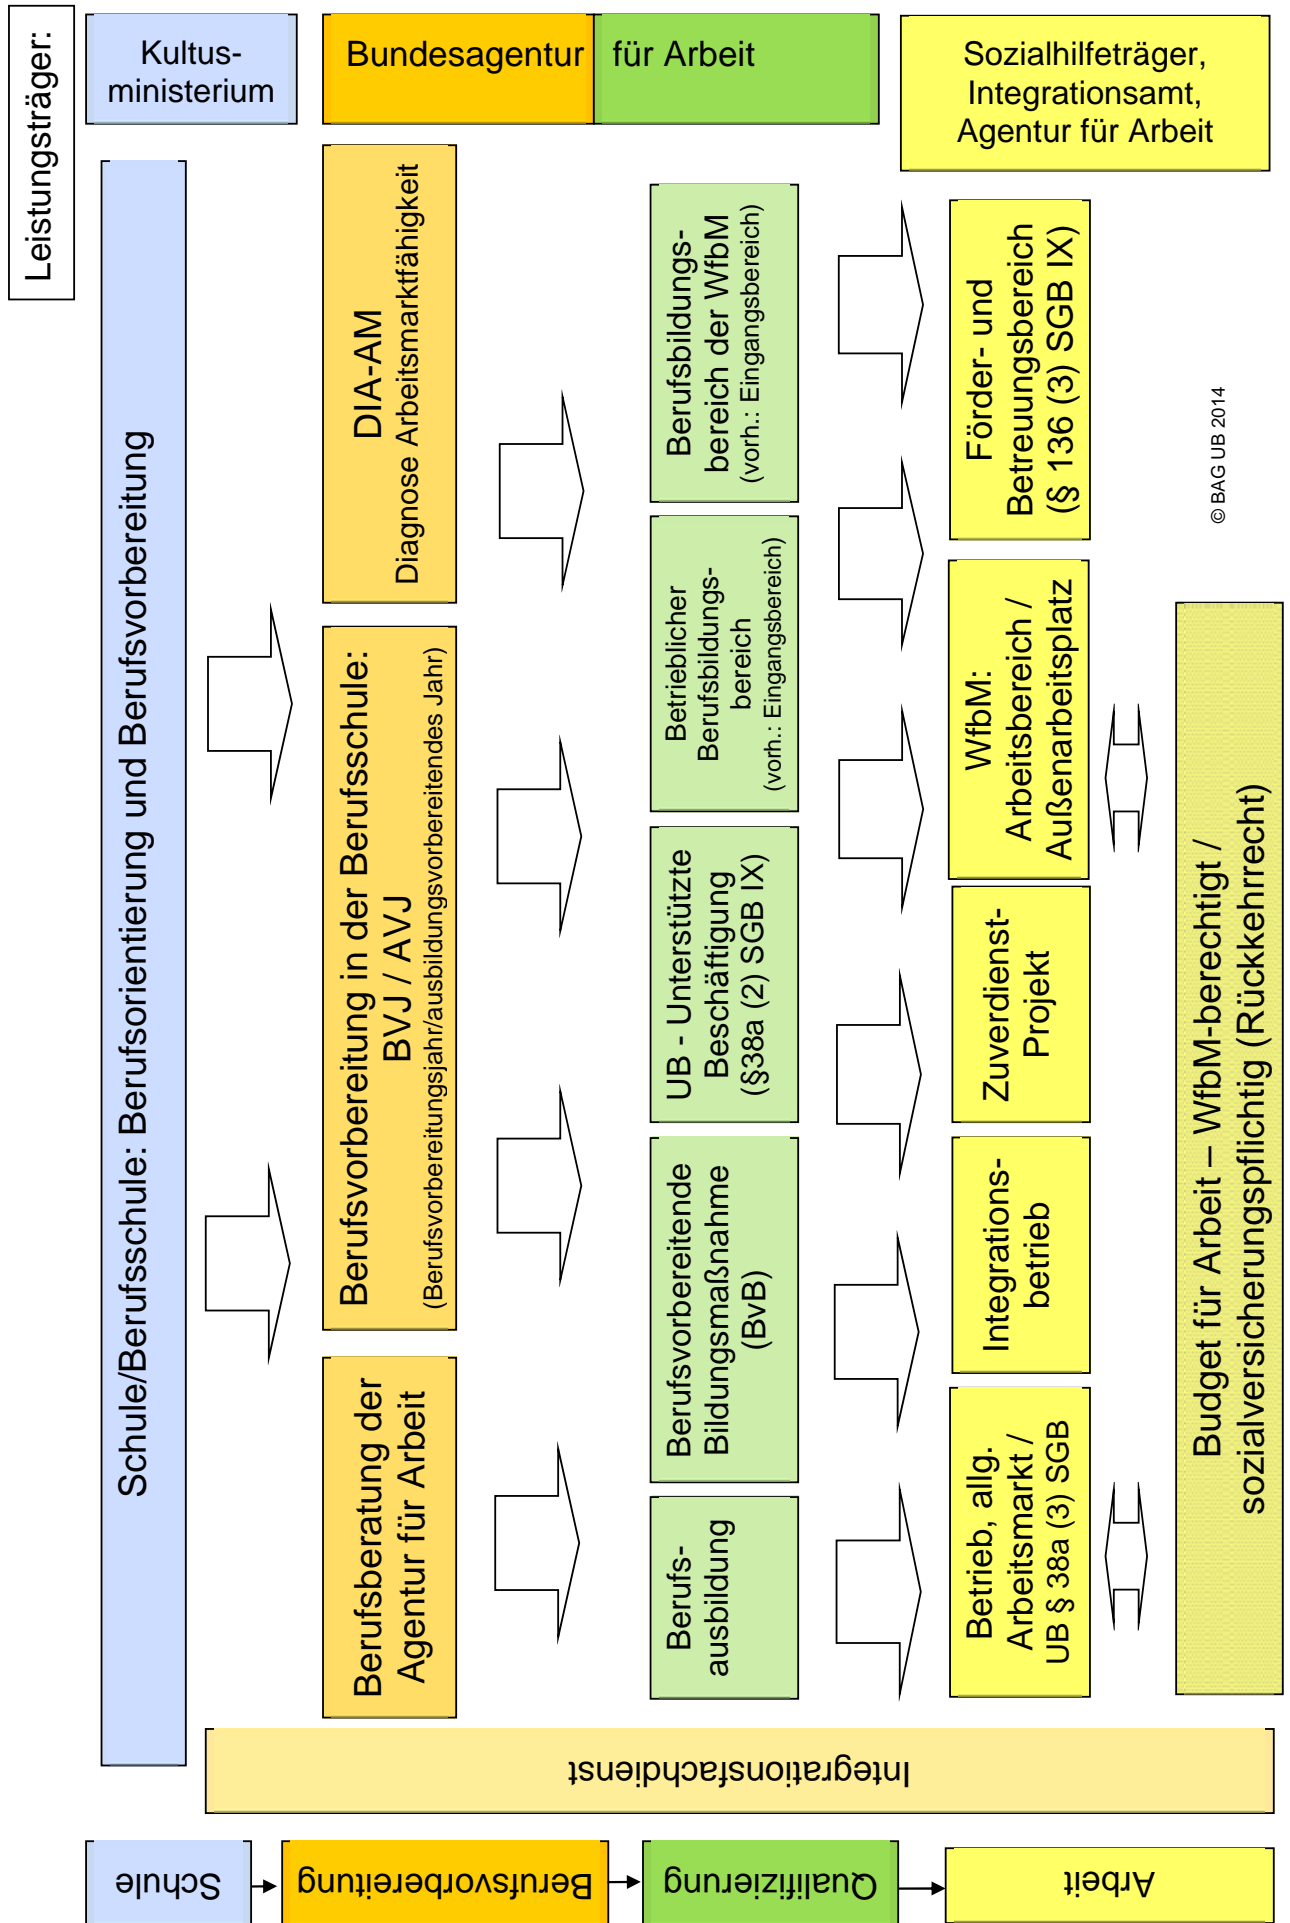 Leistungsträger:
Kultus-
ministerium
Bundesagentur für Arbeit
Sozialhilfeträger,
Integrationsamt,
Agentur für Arbeit
Schule/Berufsschule: Berufsorientierung und Berufsvorbereitung
Berufsberatung der
Agentur für Arbeit
Berufsvorbereitung in der Berufsschule:
BVJ / AVJ
(Berufsvorbereitungsjahr/ausbildungsvorbereitendes Jahr)
DIA-AM
Diagnose Arbeitsmarktfähigkeit
Berufs-
ausbildung
Berufsvorbereitende
Bildungsmaßnahme
(BvB)
UB - Unterstützte
Beschäftigung
(§38a (2) SGB IX)
Betrieblicher
Berufsbildungs-
bereich
(vorh.: Eingangsbereich)
Berufsbildungs-
bereich der WfbM
(vorh.: Eingangsbereich)
Betrieb, allg.
Arbeitsmarkt /
UB § 38a (3) SGB
Integrations-
betrieb
Zuverdienst-
Projekt
WfbM:
Arbeitsbereich /
Außenarbeitsplatz
Förder- und
Betreuungsbereich
(§ 136 (3) SGB IX)
Budget für Arbeit – WfbM-berechtigt /
sozialversicherungspflichtig (Rückkehrrecht)
© BAG UB 2014
Integrationsfachdienst
Schule
Berufsvorbereitung
Qualifizierung
Arbeit